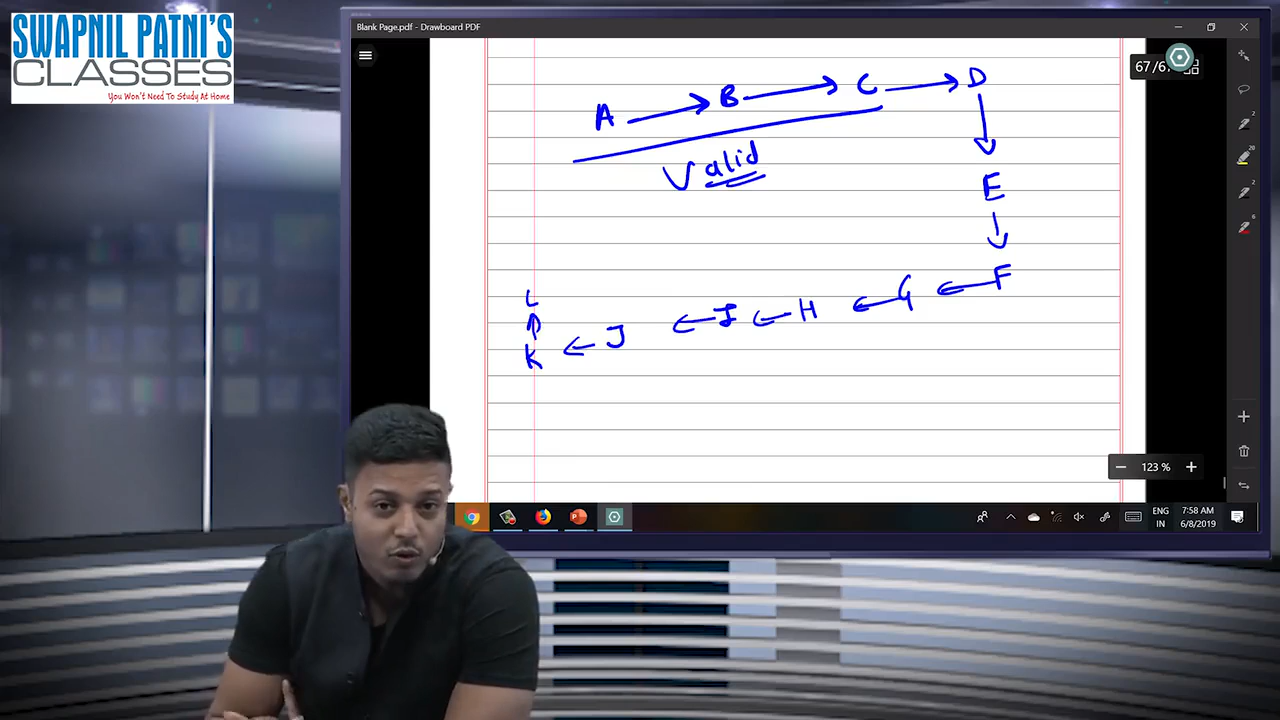 SWAPNIL PATNI'S
CLASSES
You Won't Need To Study At Home
Blank Page.pdf - Drawboard PDF
A → B → C → D
Valid
↓
E
↓
F
K ← J ← I ← H ← G ←
↑
L
123 %
ENG
IN
7:58 AM
6/8/2019